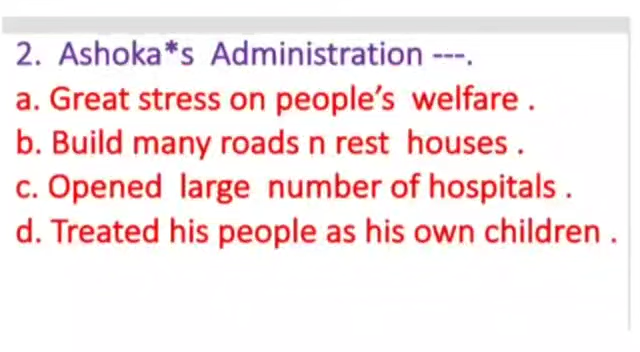 2. Ashoka*s Administration ---.
a. Great stress on people's welfare .
b. Build many roads n rest houses .
c. Opened large number of hospitals .
d. Treated his people as his own children .